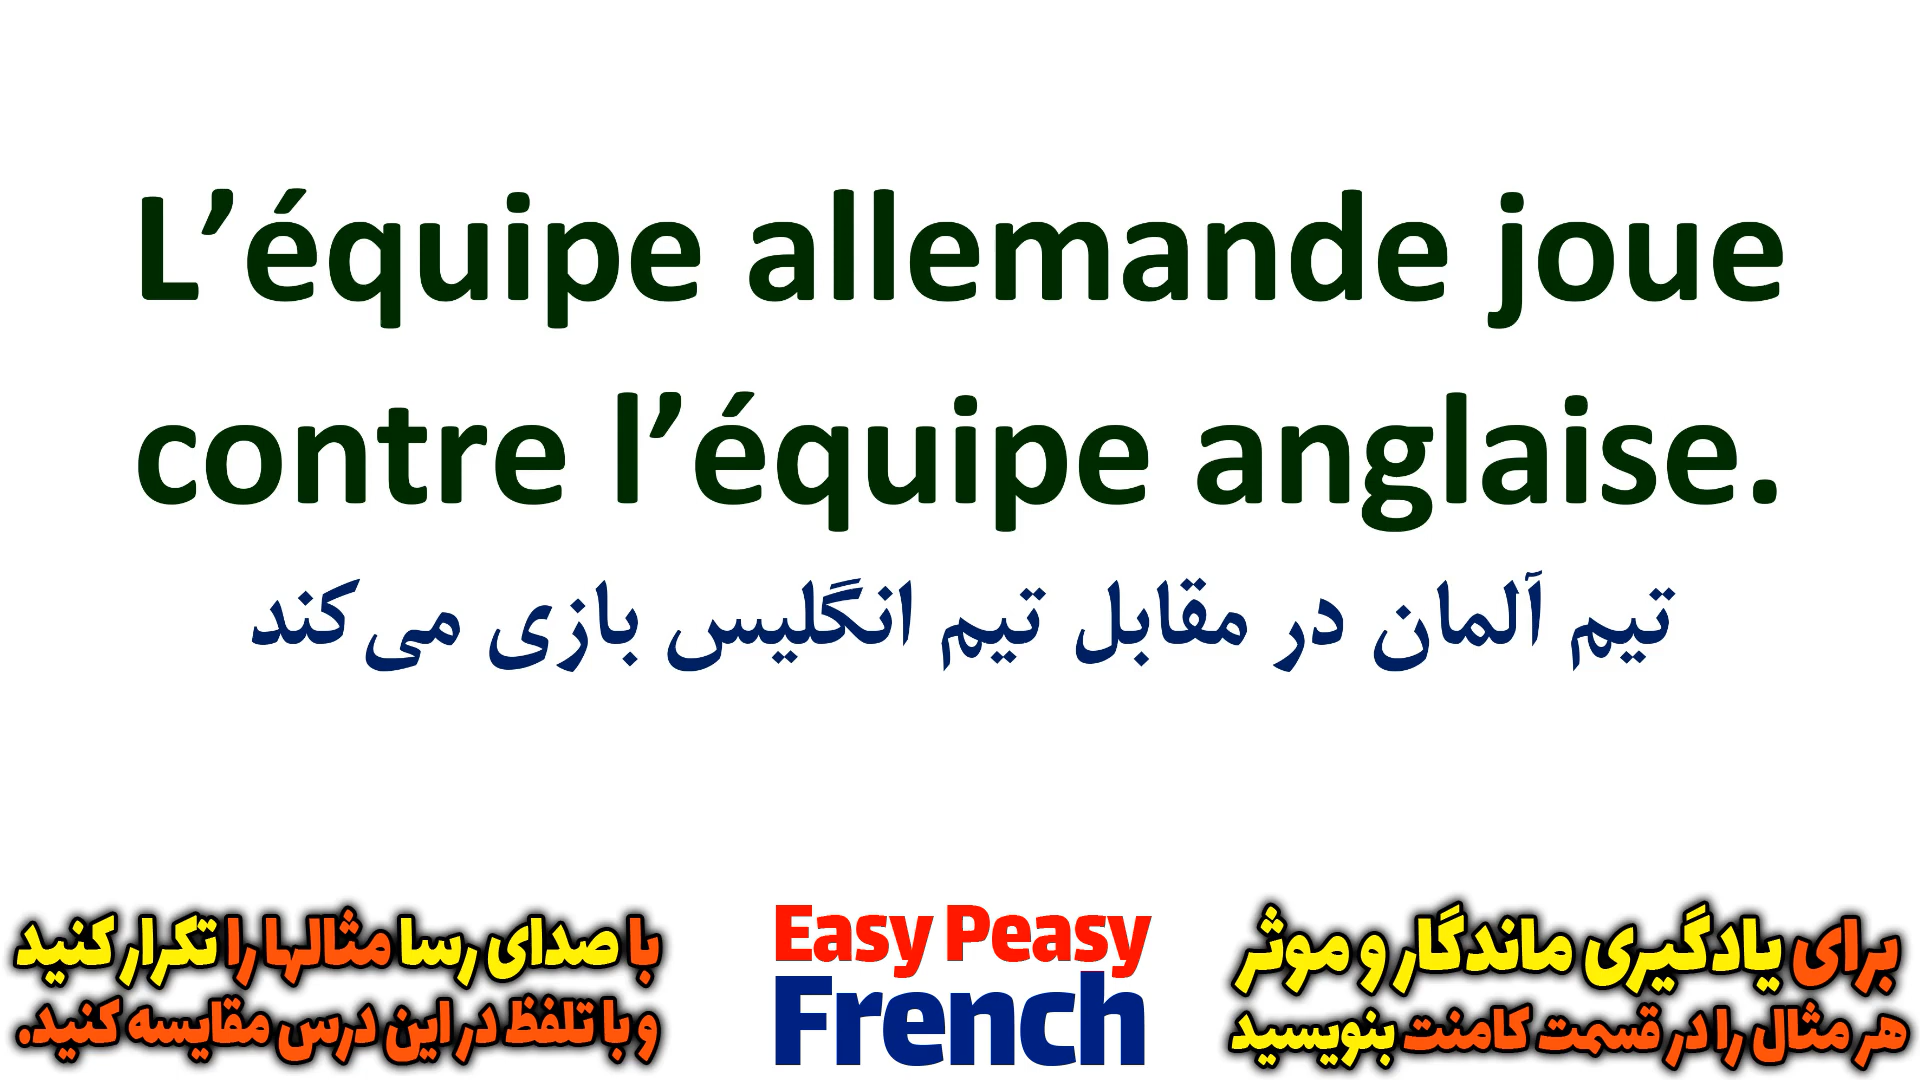 L’équipe allemande joue
contre l’équipe anglaise.
تیم آلمان در مقابل تیم انگلیس بازی می‌کند
با صدای رسا مثالها را تکرار کنید
و با تلفظ در این درس مقایسه کنید.
Easy Peasy
French
برای یادگیری ماندگار و موثر
هر مثال را در قسمت کامنت بنویسید